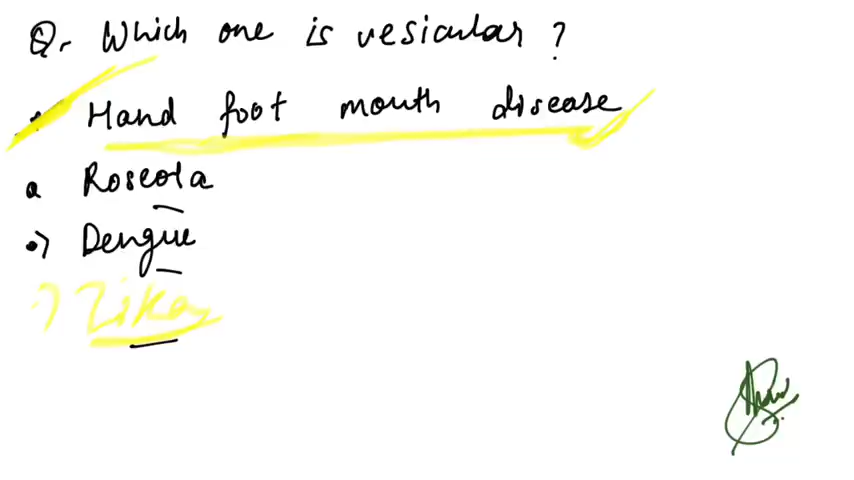 Q. Which one is vesicular ?
Hand foot mouth disease
Roseola
Dengue
Zika